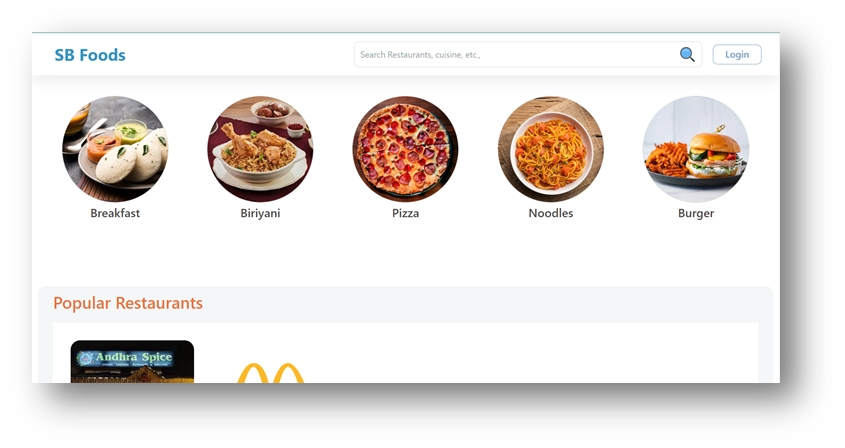 SB Foods
Search Restaurants, cuisine, etc.,
Login
Breakfast
Biriyani
Pizza
Noodles
Burger
Popular Restaurants
Andhra Spice